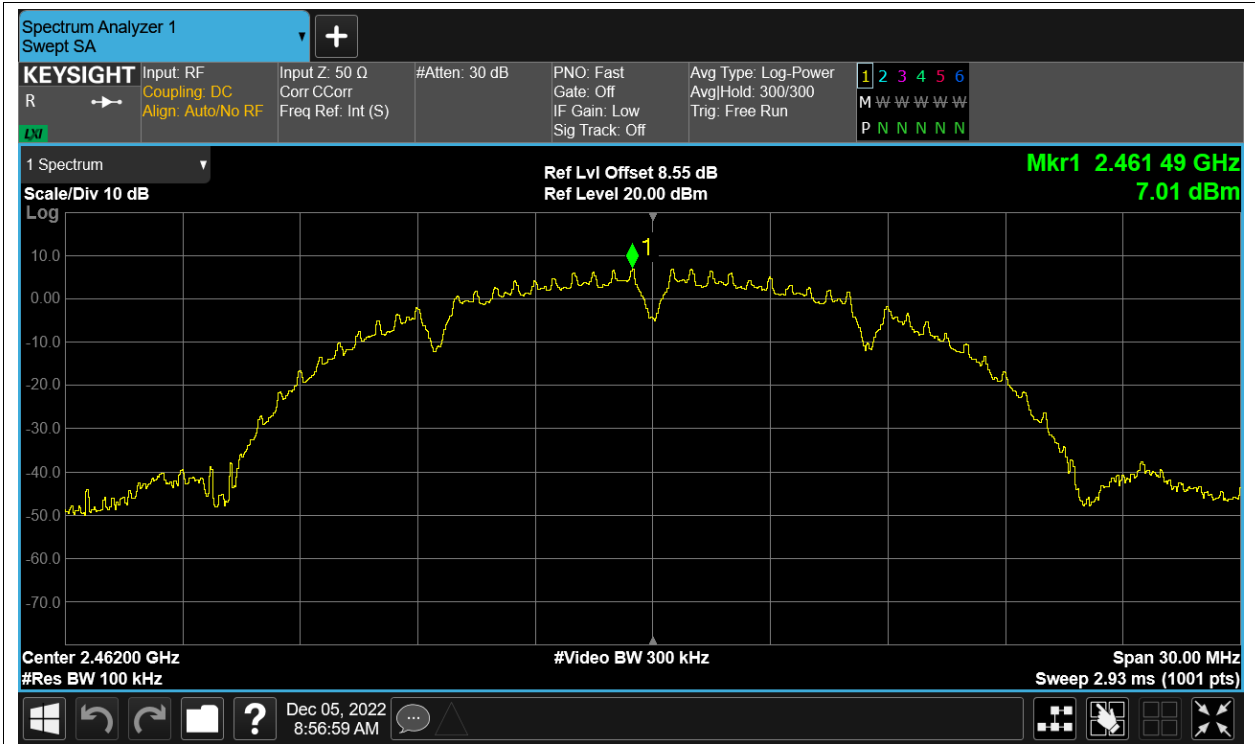 Spectrum Analyzer 1
Swept SA
+
KEYSIGHT
R
LXI
Input: RF
Coupling: DC
Align: Auto/No RF
Input Z: 50 Ω
Corr CCorr
Freq Ref: Int (S)
#Atten: 30 dB
PNO: Fast
Gate: Off
IF Gain: Low
Sig Track: Off
Avg Type: Log-Power
Avg|Hold: 300/300
Trig: Free Run
1 2 3 4 5 6
M W W W W W
P N N N N N
1 Spectrum
Scale/Div 10 dB
Log
Ref Lvl Offset 8.55 dB
Ref Level 20.00 dBm
Mkr1 2.461 49 GHz
7.01 dBm
1
10.0
0.00
-10.0
-20.0
-30.0
-40.0
-50.0
-60.0
-70.0
Center 2.46200 GHz
#Res BW 100 kHz
#Video BW 300 kHz
Span 30.00 MHz
Sweep 2.93 ms (1001 pts)
?
Dec 05, 2022
8:56:59 AM